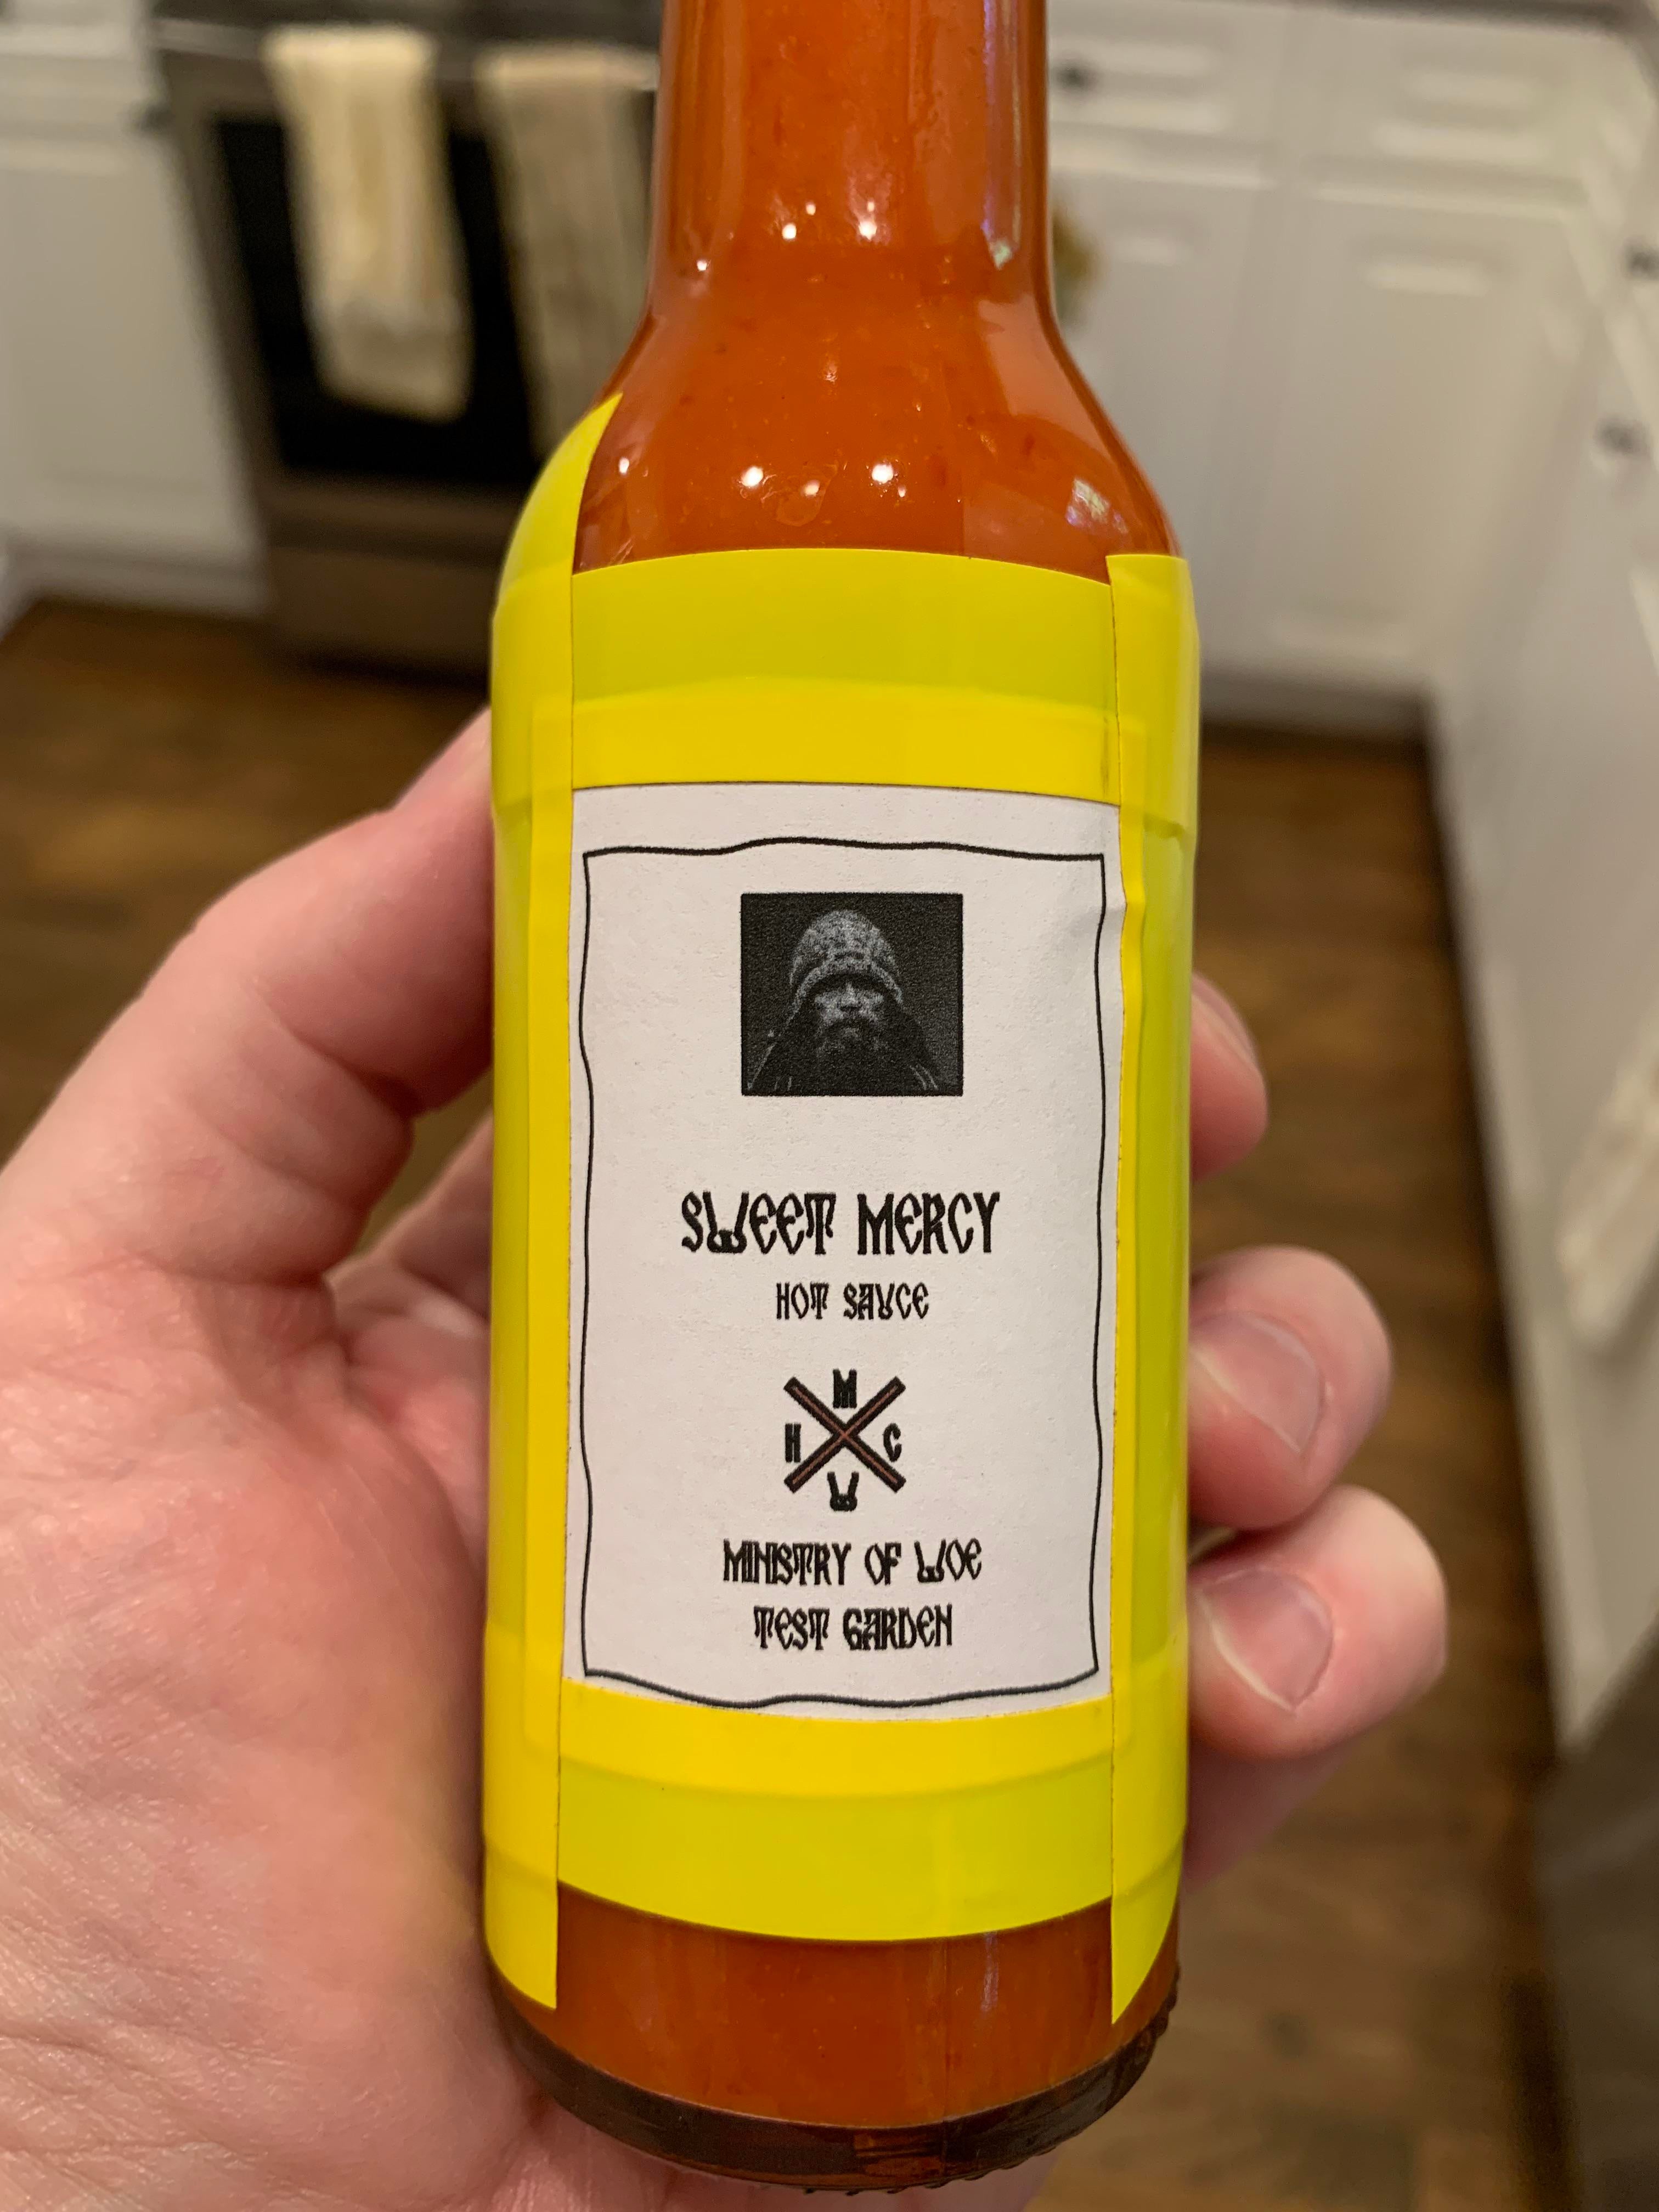 SWEET MERCY
HOT SAUCE
M
H C
W
MINISTRY OF WOE
TEST GARDEN